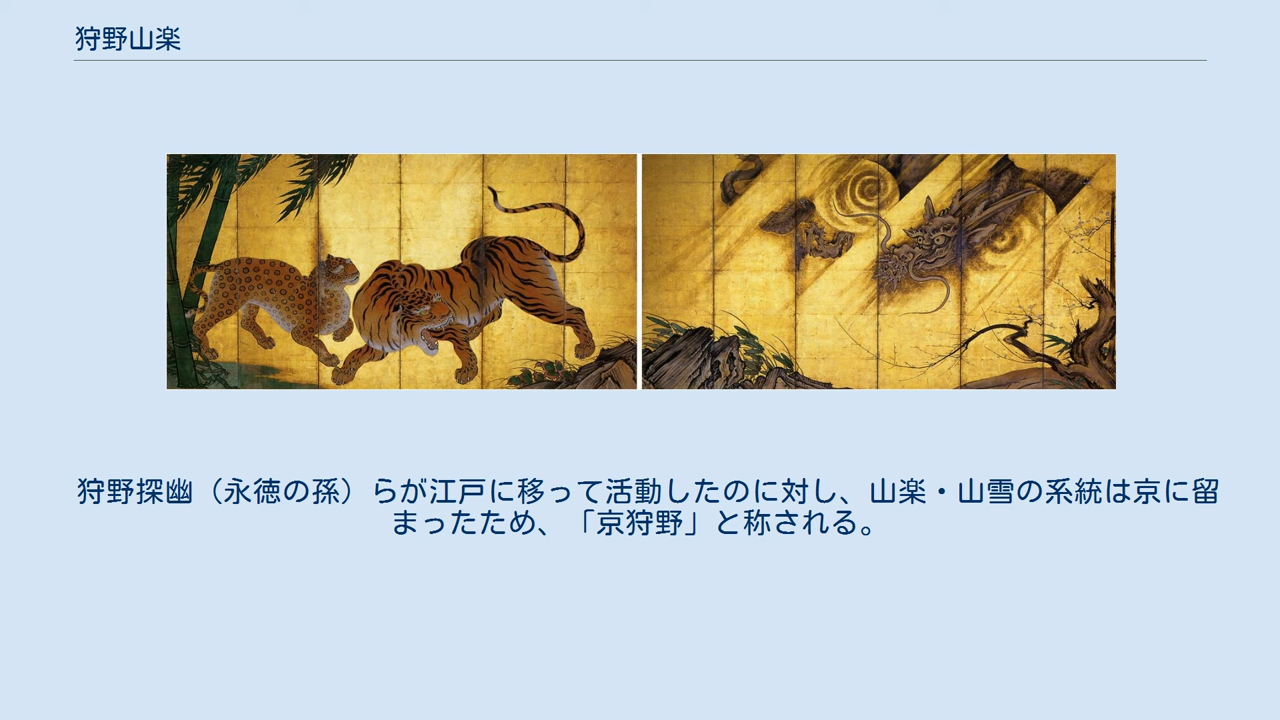 狩野山楽
狩野探幽（永徳の孫）らが江戸に移って活動したのに対し、山楽・山雪の系統は京に留
まったため、「京狩野」と称される。